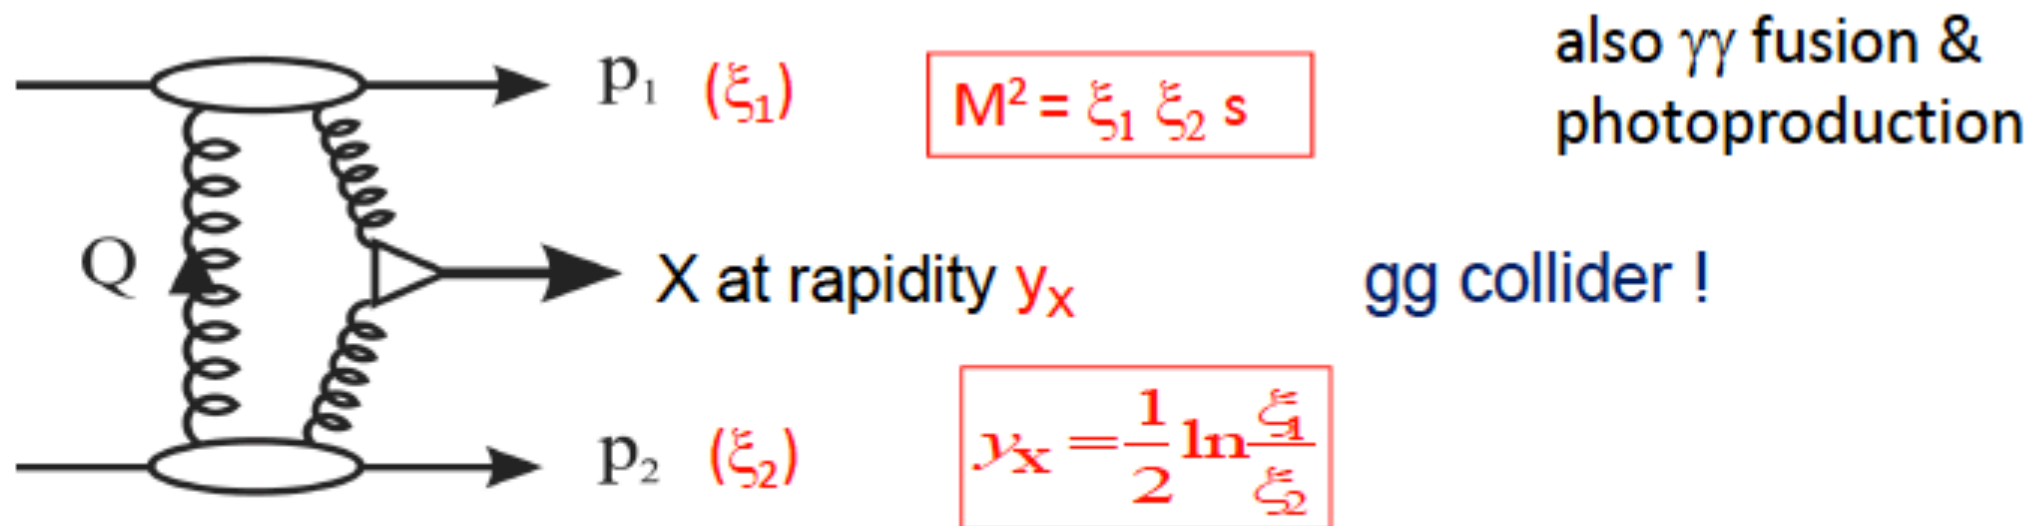 also γγ fusion &
photoproduction
p₁ (ξ₁)
M² = ξ₁ ξ₂ s
Q
X at rapidity yₓ
gg collider !
p₂ (ξ₂)
yₓ = 1/2 ln ξ₁/ξ₂